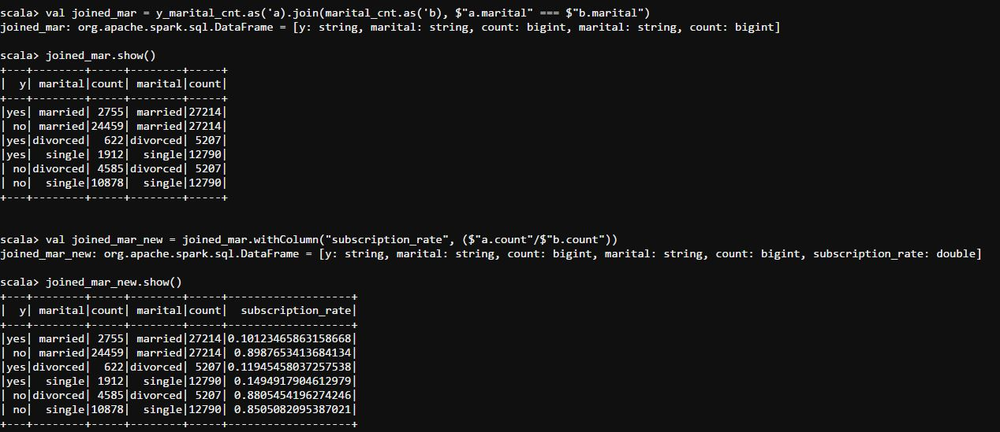 scala> val joined_mar = y_marital_cnt.as('a).join(marital_cnt.as('b), $"a.marital" === $"b.marital")
joined_mar: org.apache.spark.sql.DataFrame = [y: string, marital: string, count: bigint, marital: string, count: bigint]
scala> joined_mar.show()
+---+--------+-----+--------+-----+
|  y| marital|count| marital|count|
+---+--------+-----+--------+-----+
|yes| married| 2755| married|27214|
| no| married|24459| married|27214|
|yes|divorced|  622|divorced| 5207|
|yes|  single| 1912|  single|12790|
| no|divorced| 4585|divorced| 5207|
| no|  single|10878|  single|12790|
+---+--------+-----+--------+-----+
scala> val joined_mar_new = joined_mar.withColumn("subscription_rate", ($"a.count"/$"b.count"))
joined_mar_new: org.apache.spark.sql.DataFrame = [y: string, marital: string, count: bigint, marital: string, count: bigint, subscription_rate: double]
scala> joined_mar_new.show()
+---+--------+-----+--------+-----+-------------------+
|  y| marital|count| marital|count|  subscription_rate|
+---+--------+-----+--------+-----+-------------------+
|yes| married| 2755| married|27214|0.10123465863158668|
| no| married|24459| married|27214| 0.8987653413684134|
|yes|divorced|  622|divorced| 5207|0.11945458037257538|
|yes|  single| 1912|  single|12790| 0.1494917904612979|
| no|divorced| 4585|divorced| 5207| 0.8805454196274246|
| no|  single|10878|  single|12790| 0.8505082095387021|
+---+--------+-----+--------+-----+-------------------+